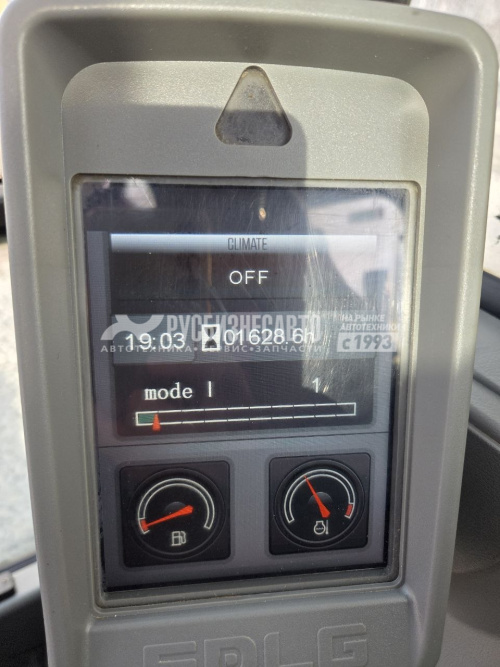 CLIMATE
OFF
РУСБИЗНЕСАВТО
НА РЫНКЕ
АВТОТЕХНИКИ
с 1993
19:03 01628.6h
АВТОТЕХНИКА•СЕРВИС•ЗАПЧАСТИ
mode I 1
SDLG